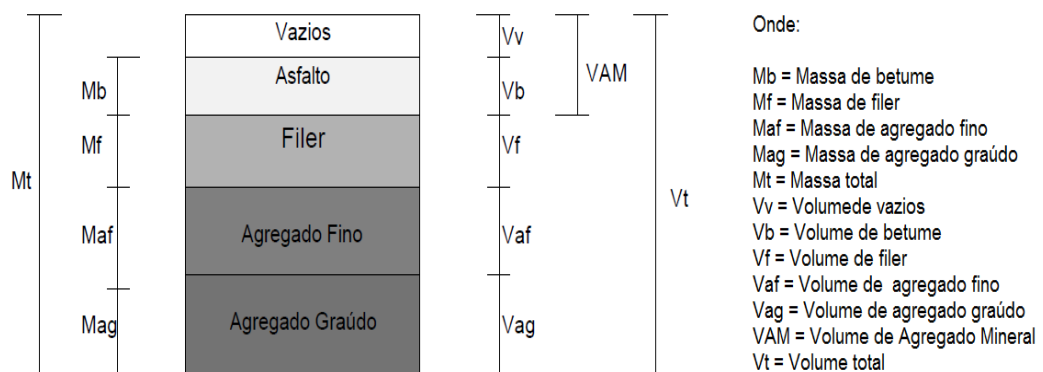 Vazios
Asfalto
Filer
Agregado Fino
Agregado Graúdo
Mt
Mb
Mf
Maf
Mag
Vv
Vb
Vf
Vaf
Vag
VAM
Vt
Onde:
Mb = Massa de betume
Mf = Massa de filer
Maf = Massa de agregado fino
Mag = Massa de agregado graúdo
Mt = Massa total
Vv = Volumede vazios
Vb = Volume de betume
Vf = Volume de filer
Vaf = Volume de agregado fino
Vag = Volume de agregado graúdo
VAM = Volume de Agregado Mineral
Vt = Volume total